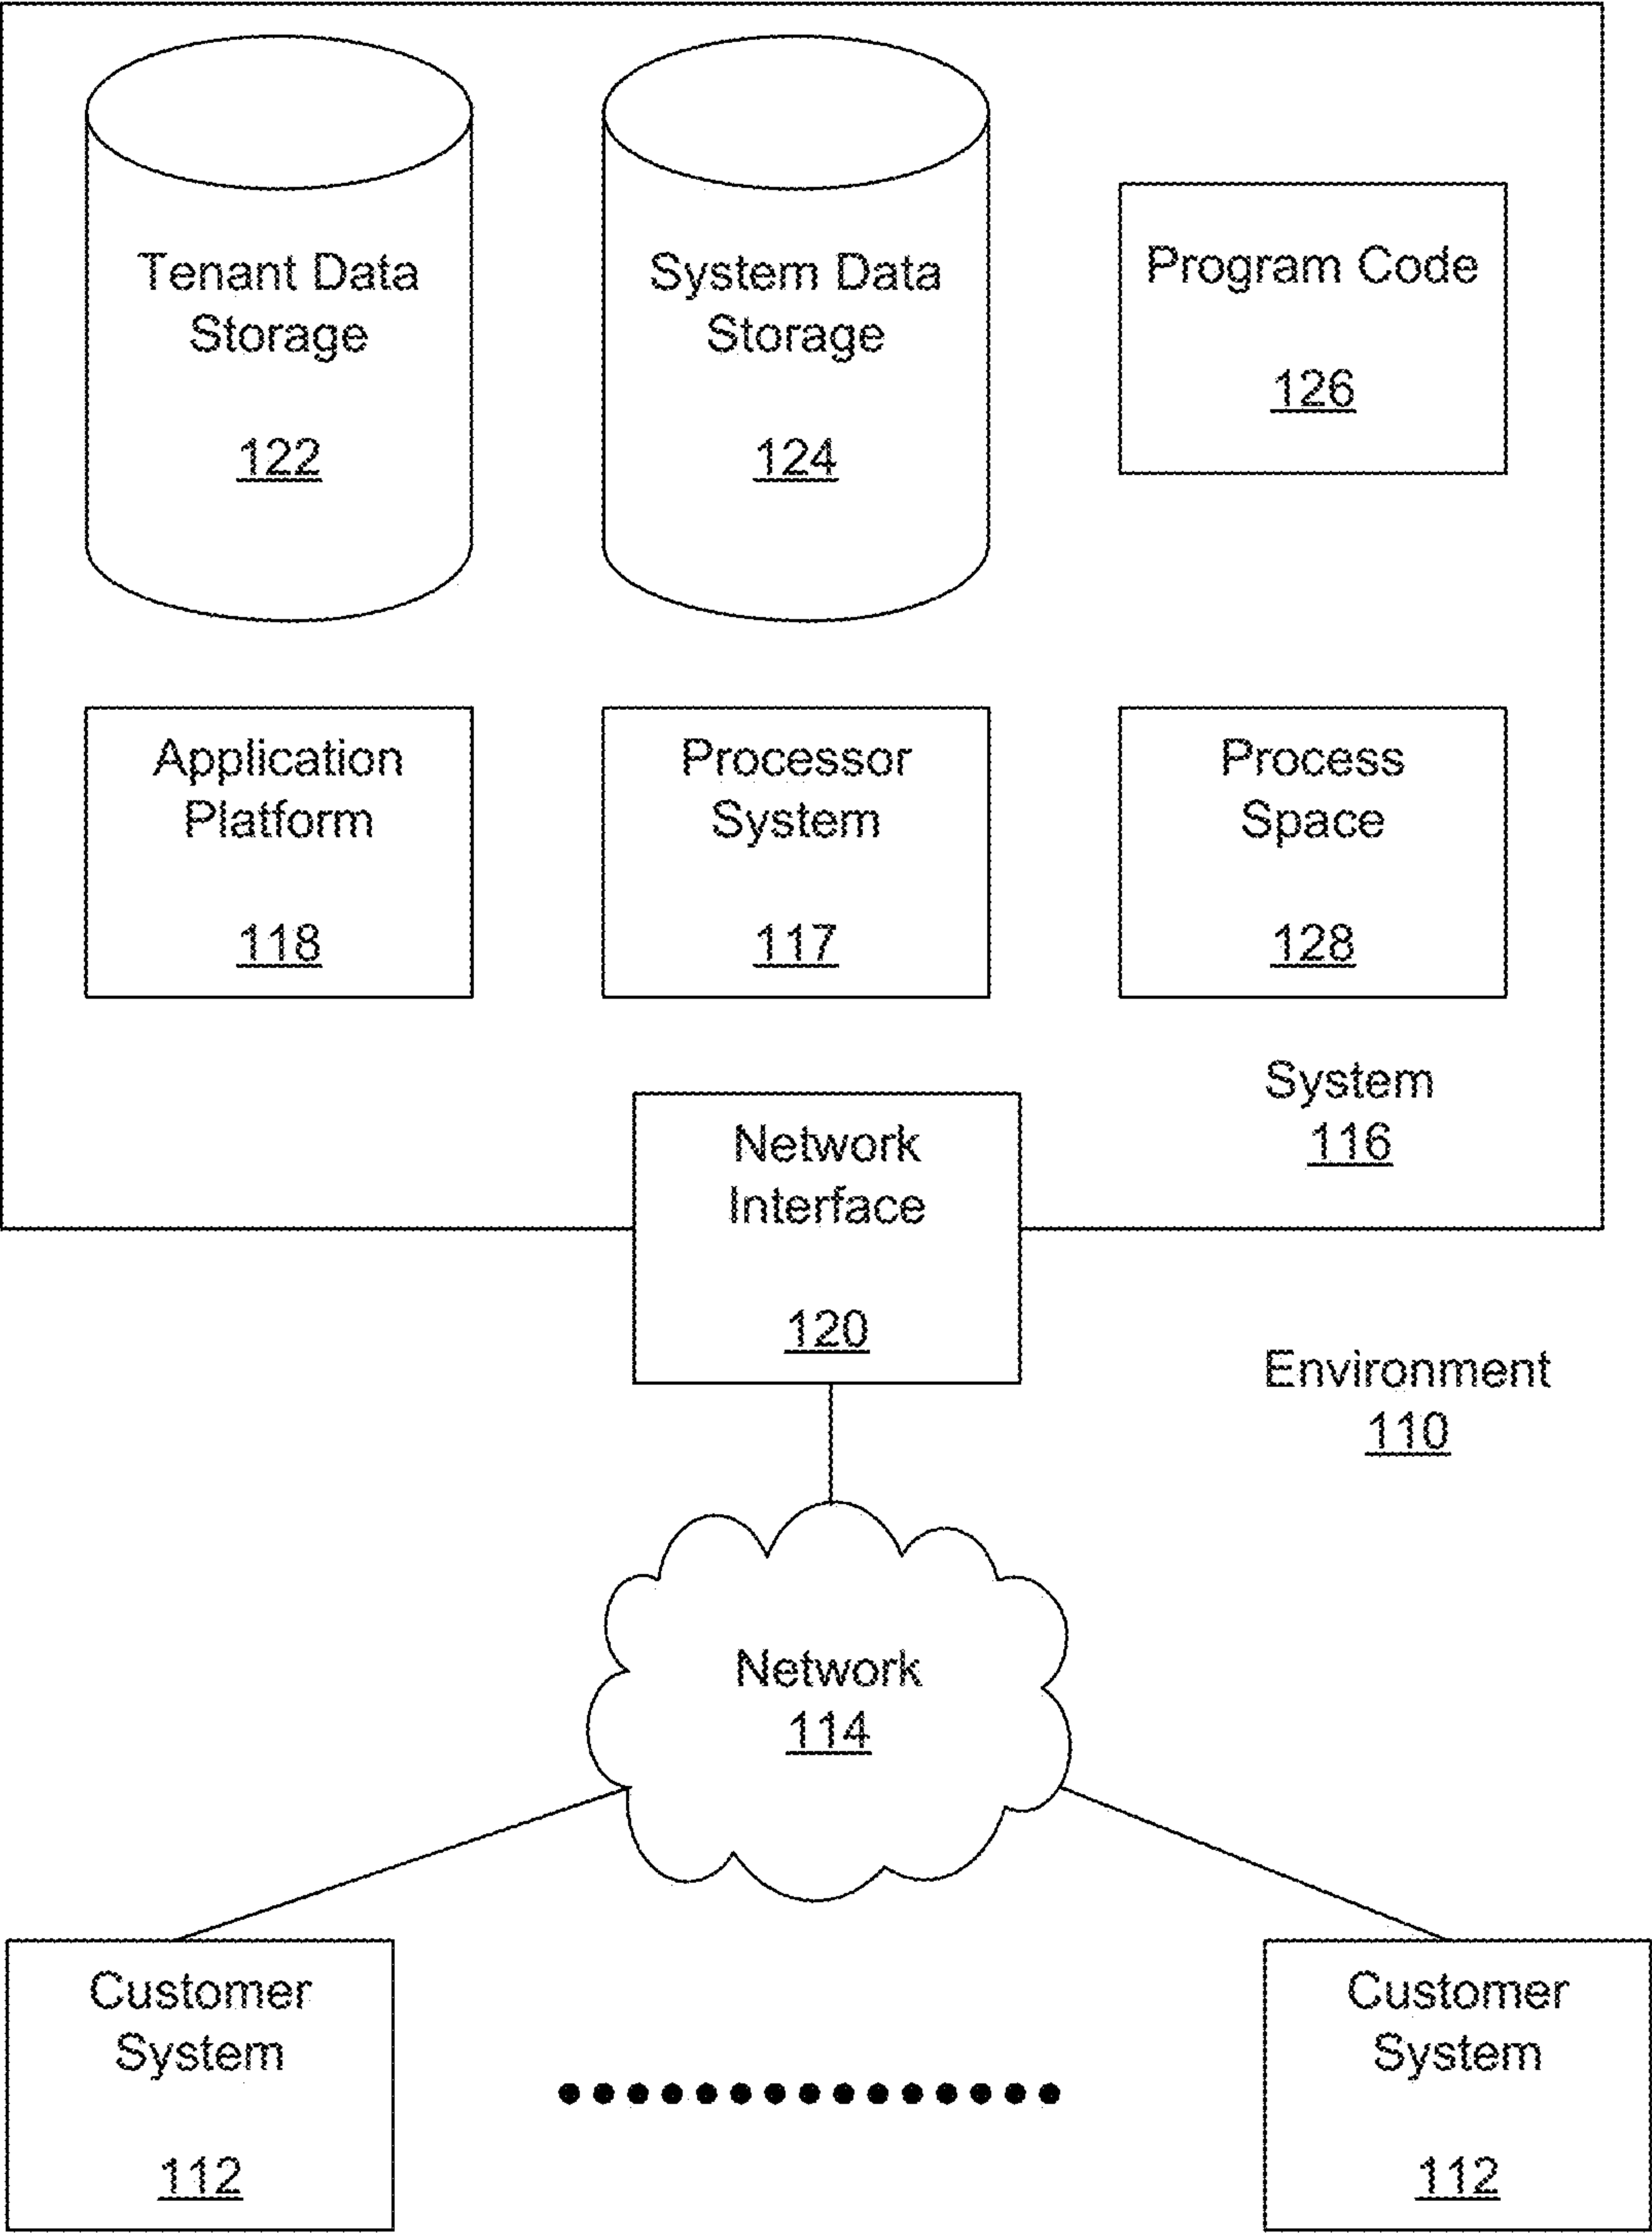 Tenant Data
Storage
122
System Data
Storage
124
Program Code
126
Application
Platform
118
Processor
System
117
Process
Space
128
System
116
Network
Interface
120
Environment
110
Network
114
Customer
System
112
Customer
System
112